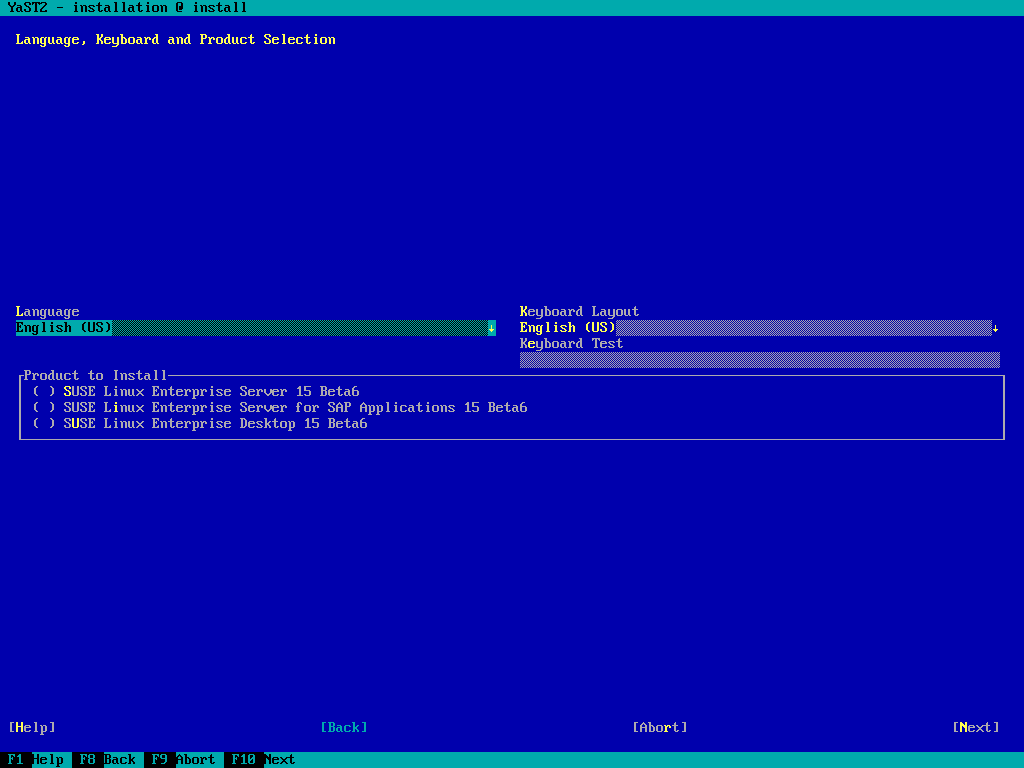 YaST2 - installation @ install
Language, Keyboard and Product Selection
Language
English (US)↓
Keyboard Layout
English (US)↓
Keyboard Test
Product to Install
( ) SUSE Linux Enterprise Server 15 Beta6
( ) SUSE Linux Enterprise Server for SAP Applications 15 Beta6
( ) SUSE Linux Enterprise Desktop 15 Beta6
[Help] [Back] [Abort] [Next]
F1 Help F8 Back F9 Abort F10 Next